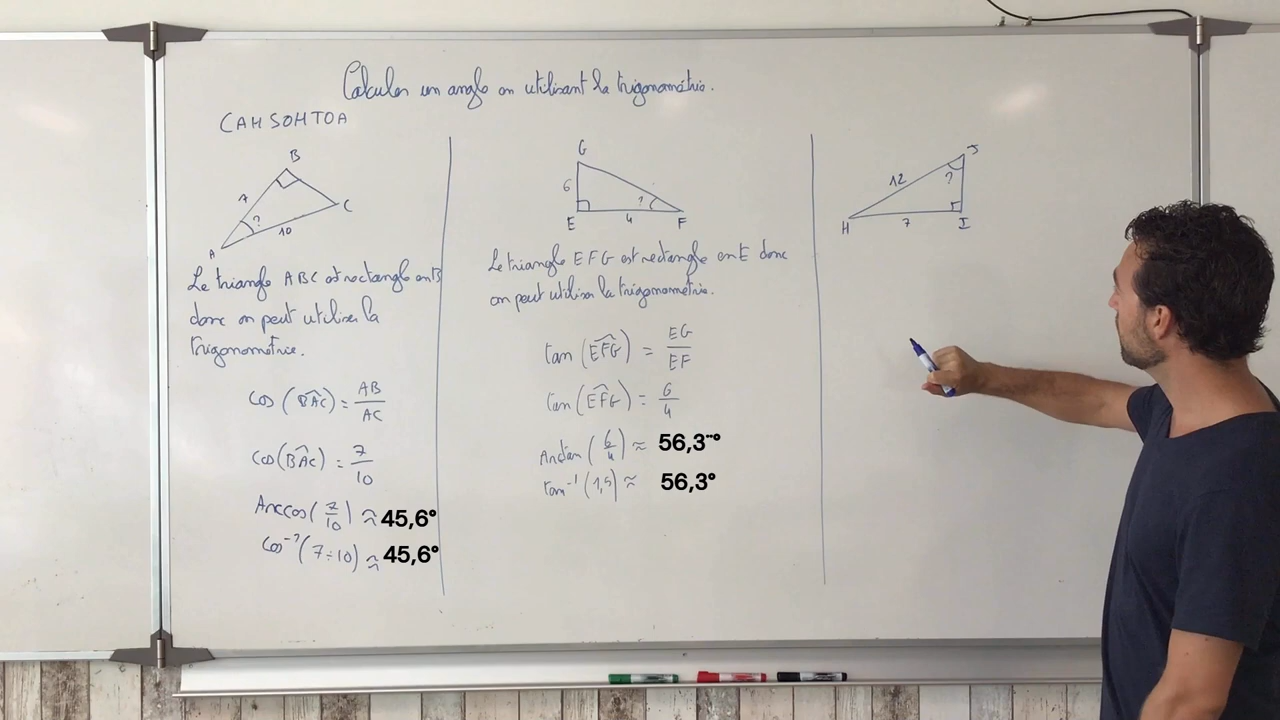 Calculer un angle en utilisant la trigonométrie.
CAHSOHTOA
B
7
?
C
10
A
Le triangle ABC est rectangle en B
donc on peut utiliser la
trigonométrie.
cos (BAC) = AB / AC
cos (BAC) = 7 / 10
Arccos (7/10) ≈ 45,6°
cos⁻¹ (7÷10) ≈ 45,6°
G
6
?
E
4
F
Le triangle EFG est rectangle en E donc
on peut utiliser la trigonométrie.
tan (EFG) = EG / EF
tan (EFG) = 6 / 4
Arctan (6/4) ≈ 56,3°
tan⁻¹ (1,5) ≈ 56,3°
J
12
?
H
7
I